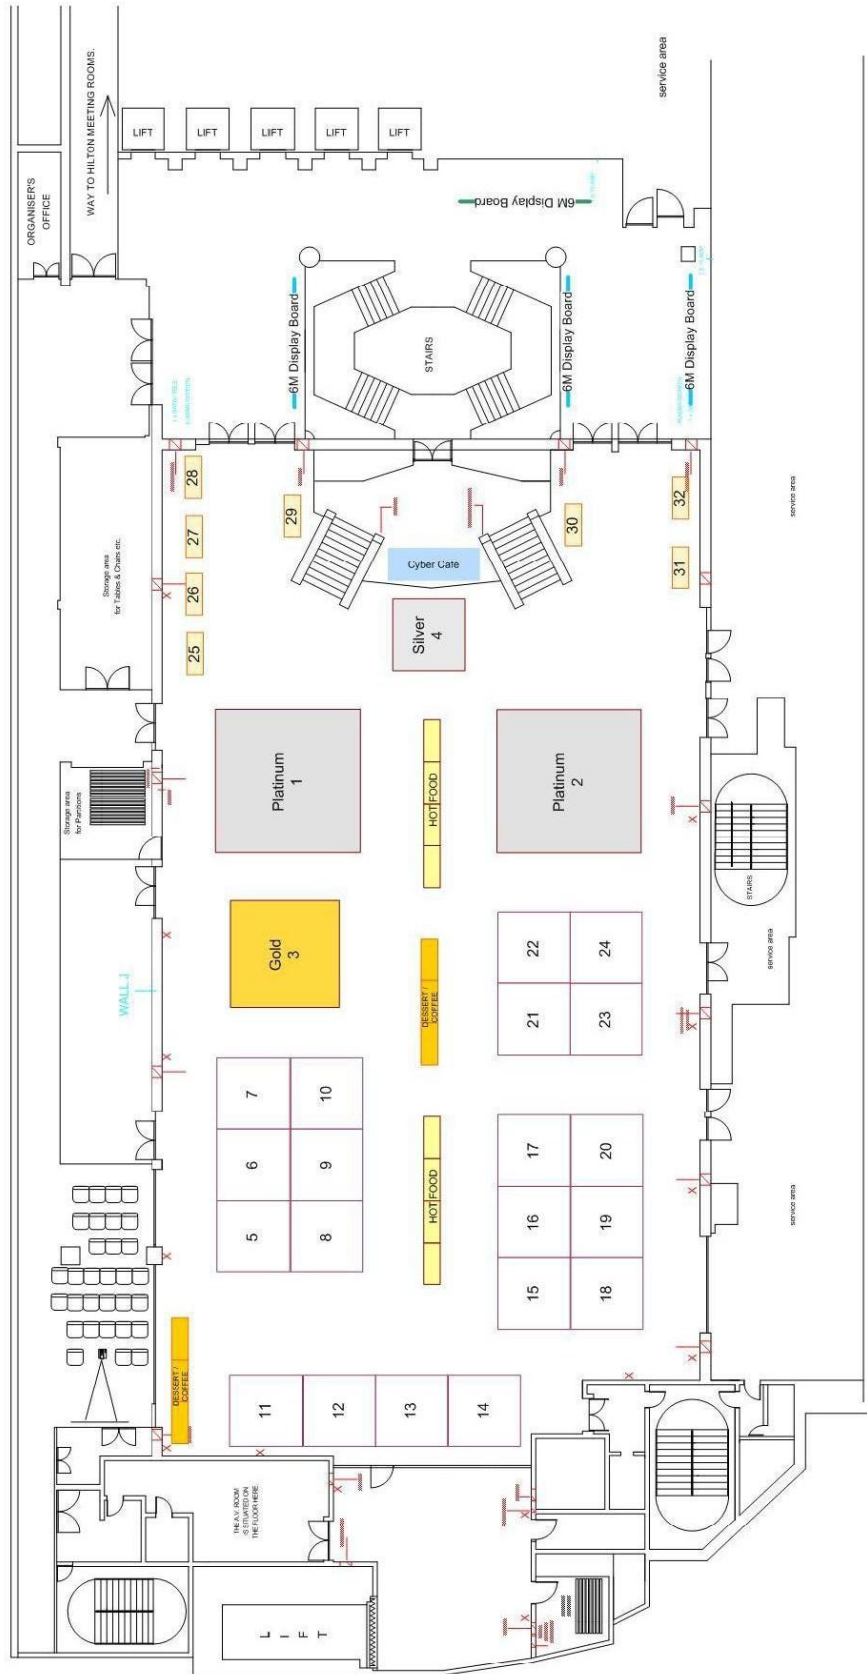 WAY TO HILTON MEETING ROOMS.
ORGANISER'S
OFFICE
LIFT
LIFT
LIFT
LIFT
LIFT
service area
6M Display Board
6M Display Board
6M Display Board
6M Display Board
STAIRS
Storage area
for Tables & Chairs etc.
28
27
26
25
29
30
32
31
service area
Cyber Cafe
Silver
4
Platinum
1
Platinum
2
HOT FOOD
Storage area
for Partitions
STAIRS
service area
WALL J
Gold
3
DESSERT /
COFFEE
22
24
21
23
7
10
6
9
5
8
HOT FOOD
17
20
16
19
15
18
service area
DESSERT /
COFFEE
11
12
13
14
THE A.V. ROOM
IS SITUATED ON
THE FLOOR HERE
LIFT